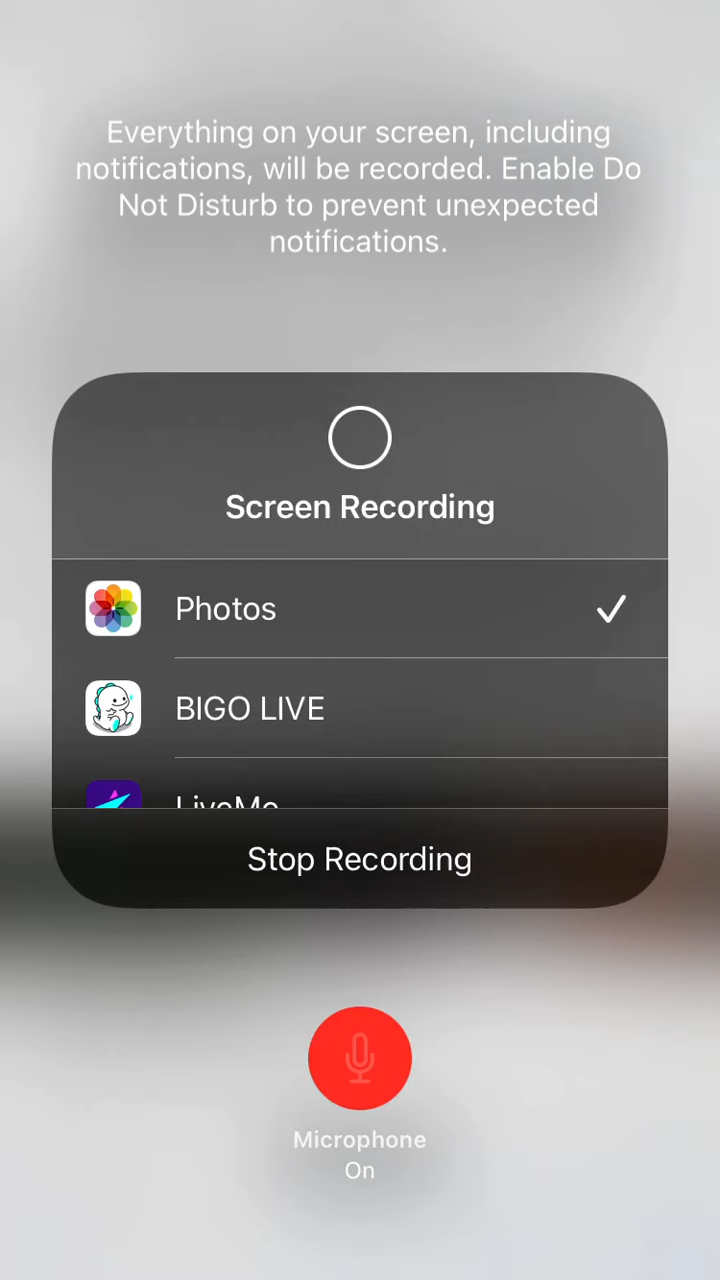 Everything on your screen, including
notifications, will be recorded. Enable Do
Not Disturb to prevent unexpected
notifications.
Screen Recording
Photos
BIGO LIVE
LiveMe
Stop Recording
Microphone
On